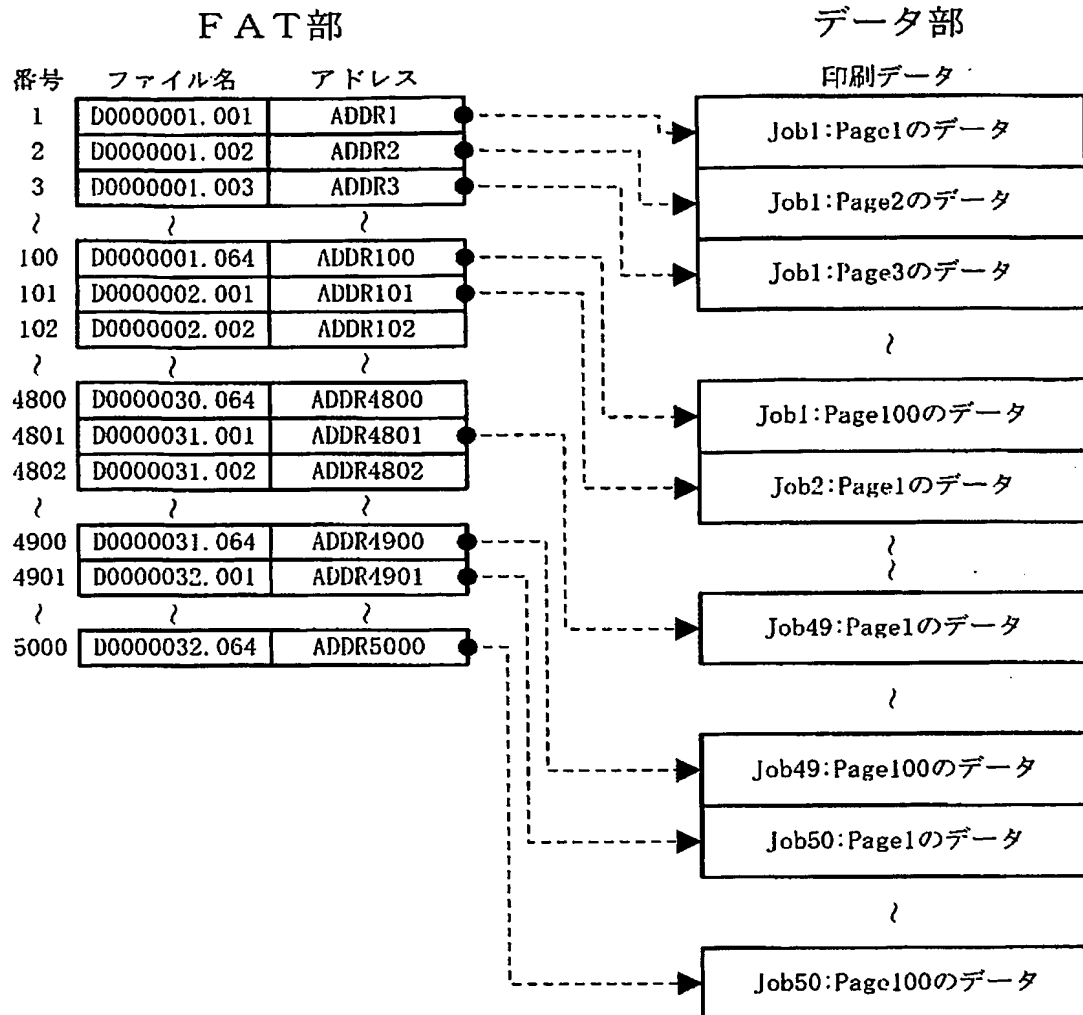 FAT部
番号 ファイル名 アドレス
1 D0000001.001 ADDR1
2 D0000001.002 ADDR2
3 D0000001.003 ADDR3
~ ~ ~
100 D0000001.064 ADDR100
101 D0000002.001 ADDR101
102 D0000002.002 ADDR102
~ ~ ~
4800 D0000030.064 ADDR4800
4801 D0000031.001 ADDR4801
4802 D0000031.002 ADDR4802
~ ~ ~
4900 D0000031.064 ADDR4900
4901 D0000032.001 ADDR4901
~ ~ ~
5000 D0000032.064 ADDR5000
データ部
印刷データ
Job1:Page1のデータ
Job1:Page2のデータ
Job1:Page3のデータ
~
Job1:Page100のデータ
Job2:Page1のデータ
~
~
Job49:Page1のデータ
~
Job49:Page100のデータ
Job50:Page1のデータ
~
Job50:Page100のデータ